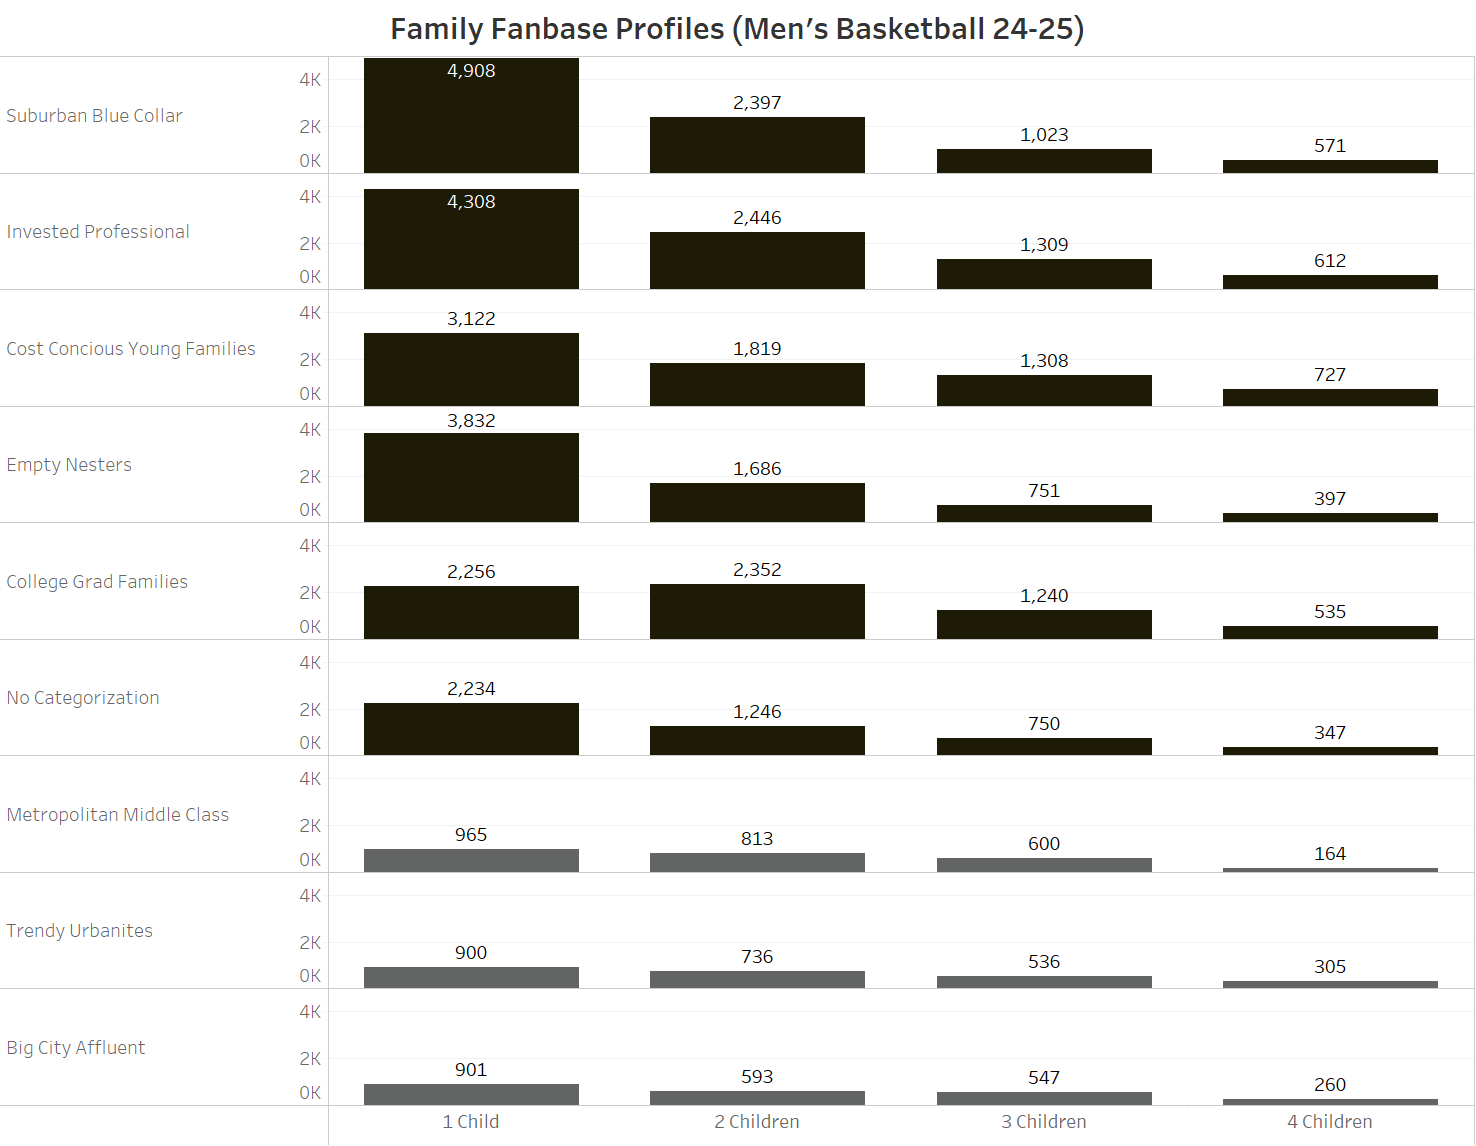 Family Fanbase Profiles (Men’s Basketball 24-25)
Suburban Blue Collar
4K
2K
0K
4,908
2,397
1,023
571
Invested Professional
4K
2K
0K
4,308
2,446
1,309
612
Cost Concious Young Families
4K
2K
0K
3,122
1,819
1,308
727
Empty Nesters
4K
2K
0K
3,832
1,686
751
397
College Grad Families
4K
2K
0K
2,256
2,352
1,240
535
No Categorization
4K
2K
0K
2,234
1,246
750
347
Metropolitan Middle Class
4K
2K
0K
965
813
600
164
Trendy Urbanites
4K
2K
0K
900
736
536
305
Big City Affluent
4K
2K
0K
901
593
547
260
1 Child
2 Children
3 Children
4 Children